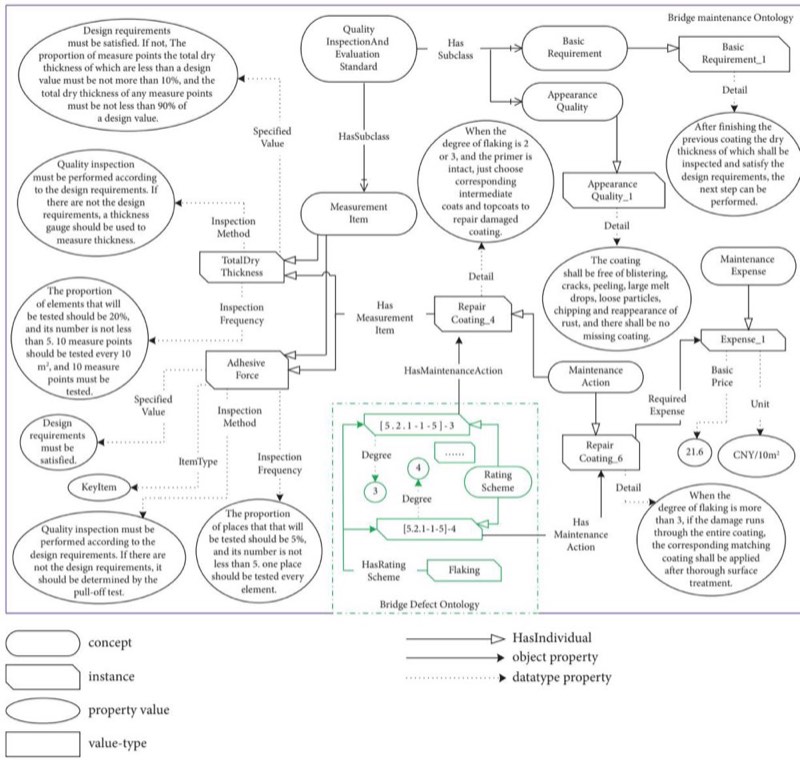 Bridge maintenance Ontology
Design requirements
must be satisfied. If not, The
proportion of measure points the total dry
thickness of which are less than a design
value must be not more than 10%, and the
total dry thickness of any measure points
must be not less than 90% of
a design value.
Quality
InspectionAnd
Evaluation
Standard
Has
Subclass
Basic
Requirement
Basic
Requirement_1
Detail
Appearance
Quality
After finishing the
previous coating the dry
thickness of which shall be
inspected and satisfy the
design requirements, the
next step can be
performed.
Specified
Value
HasSubclass
When the
degree of flaking is 2
or 3, and the primer is
intact, just choose
corresponding
intermediate
coats and topcoats to
repair damaged
coating.
Quality inspection
must be performed according
to the design requirements. If
there are not the design
requirements, a thickness
gauge should be used to
measure thickness.
Inspection
Method
Measurement
Item
Appearance
Quality_1
Detail
TotalDry
Thickness
Detail
The coating
shall be free of blistering,
cracks, peeling, large melt
drops, loose particles,
chipping and reappearance of
rust, and there shall be no
missing coating.
Maintenance
Expense
The proportion
of elements that will
be tested should be 20%,
and its number is not less
than 5. 10 measure points
should be tested every 10
m², and 10 measure
points must be
tested.
Inspection
Frequency
Has
Measurement
Item
Repair
Coating_4
Expense_1
Adhesive
Force
HasMaintenanceAction
Maintenance
Action
Basic
Price
Unit
Specified
Value
Inspection
Method
Required
Expense
Design
requirements
must be
satisfied.
ItemType
Inspection
Frequency
[5.2.1-1-5]-3
Degree
3
4
Degree
......
Rating
Scheme
Repair
Coating_6
21.6
CNY/10m²
KeyItem
Detail
Quality inspection must be
performed according to the
design requirements. If there are
not the design requirements, it
should be determined by the
pull-off test.
The proportion
of places that that will
be tested should be 5%,
and its number is not
less than 5. one place
should be tested every
element.
[5.2.1-1-5]-4
Has
Maintenance
Action
When the
degree of flaking is more
than 3, if the damage runs
through the entire coating,
the corresponding matching
coating shall be applied
after thorough surface
treatment.
HasRating
Scheme
Flaking
Bridge Defect Ontology
concept
instance
property value
value-type
HasIndividual
object property
datatype property